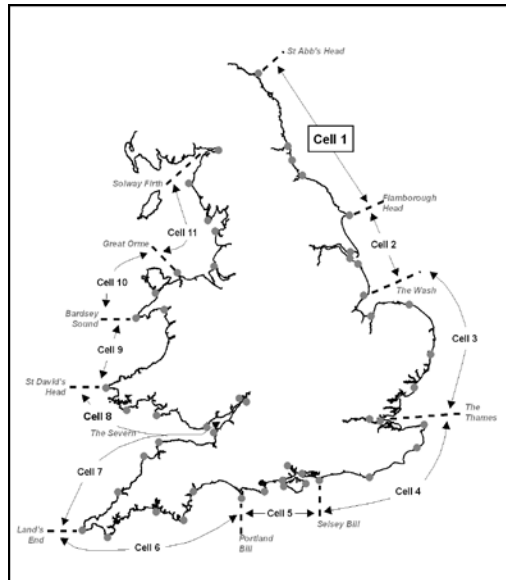 St Abb's Head
Cell 1
Solway Firth
Flamborough
Head
Great Orme
Cell 11
Cell 2
Cell 10
The Wash
Bardsey
Sound
Cell 3
Cell 9
St David's
Head
Cell 8
The
Thames
The Severn
Cell 7
Cell 4
Land's
End
Cell 5
Selsey Bill
Cell 6
Portland
Bill